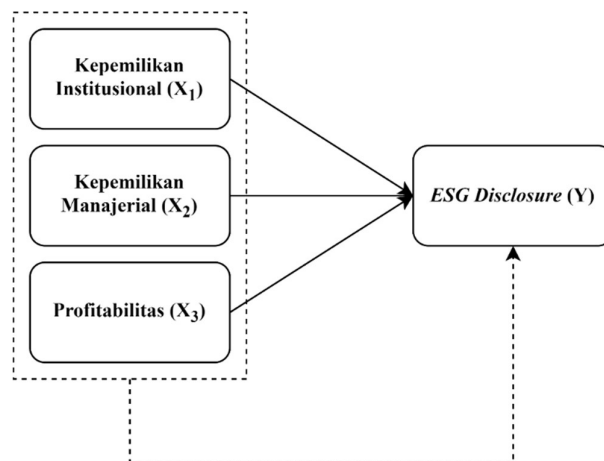 Kepemilikan
Institusional (X₁)
Kepemilikan
Manajerial (X₂)
Profitabilitas (X₃)
ESG Disclosure (Y)